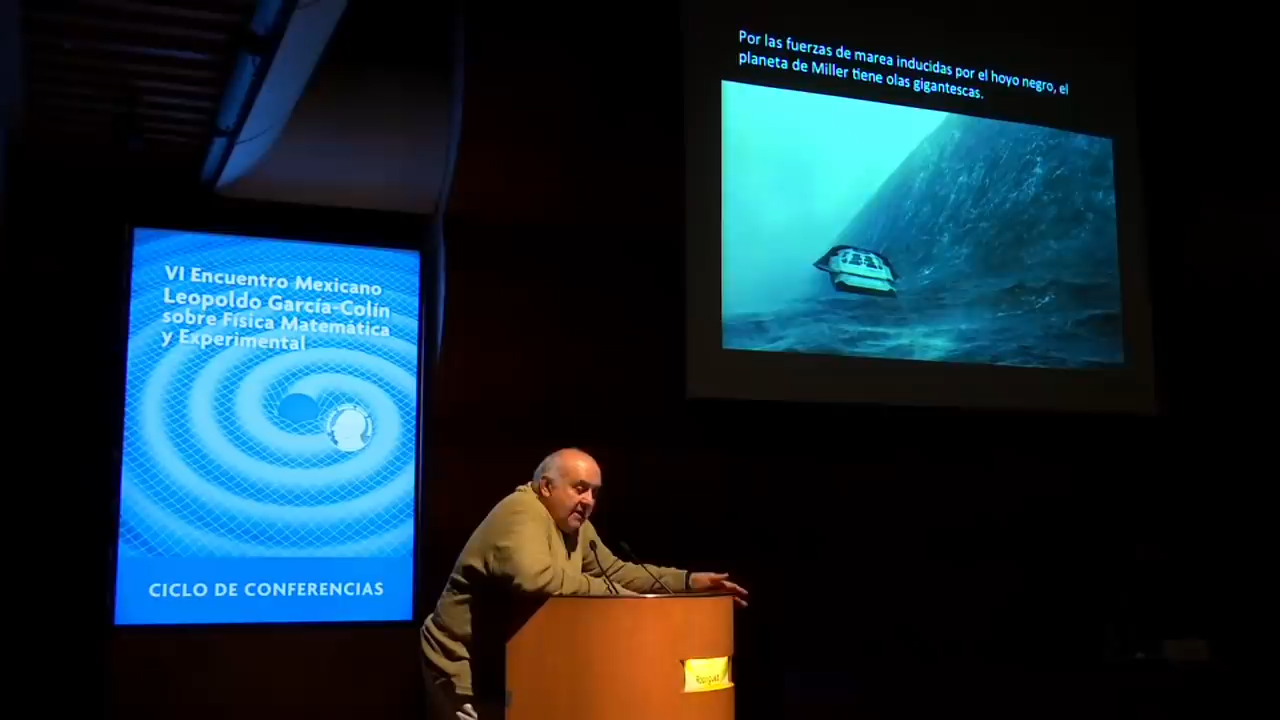 Por las fuerzas de marea inducidas por el hoyo negro, el
planeta de Miller tiene olas gigantescas.
VI Encuentro Mexicano
Leopoldo García-Colín
sobre Física Matemática
y Experimental
CICLO DE CONFERENCIAS